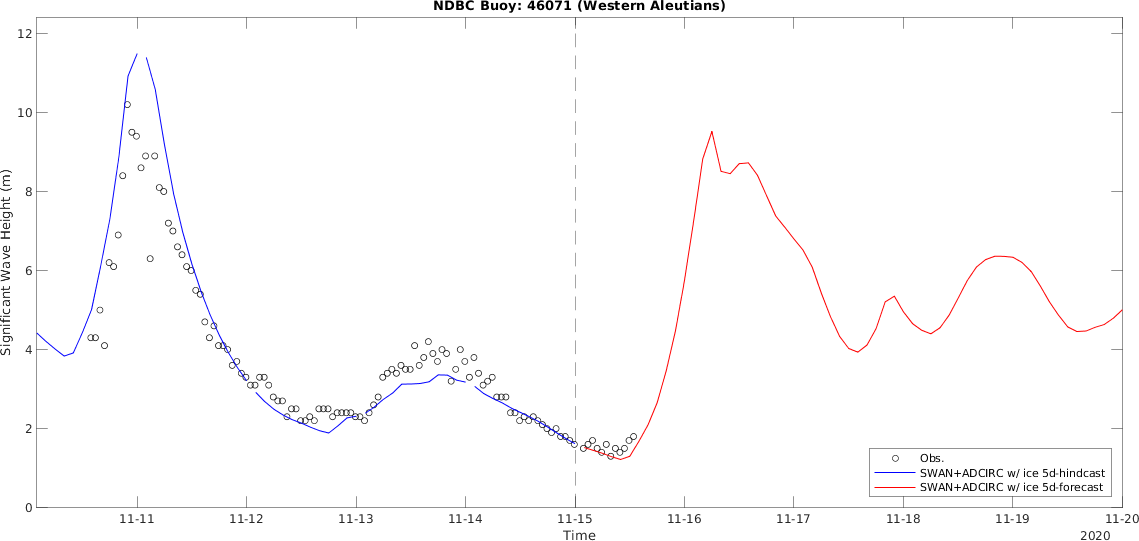 NDBC Buoy: 46071 (Western Aleutians)
12
10
8
6
4
2
0
Significant Wave Height (m)
Obs.
SWAN+ADCIRC w/ ice 5d-hindcast
SWAN+ADCIRC w/ ice 5d-forecast
11-11 11-12 11-13 11-14 11-15 11-16 11-17 11-18 11-19 11-20
Time 2020